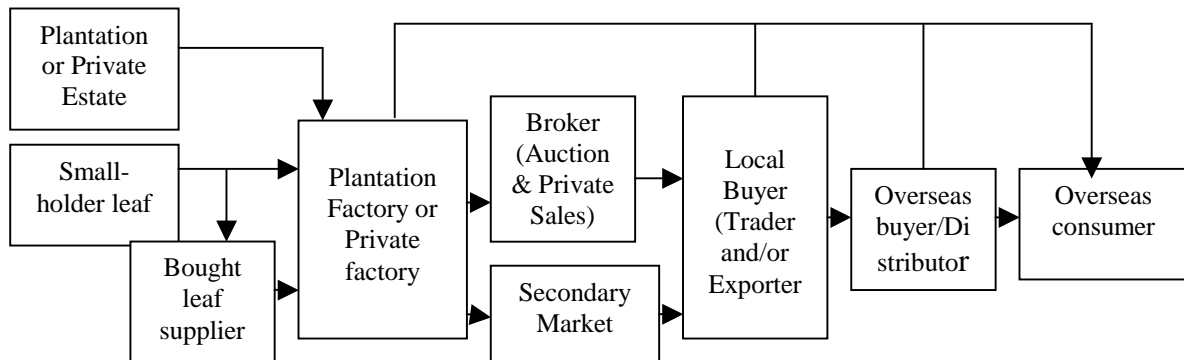 Plantation
or Private
Estate
Small-
holder leaf
Bought
leaf
supplier
Plantation
Factory or
Private
factory
Broker
(Auction
& Private
Sales)
Secondary
Market
Local
Buyer
(Trader
and/or
Exporter
Overseas
buyer/Di
stributor
Overseas
consumer